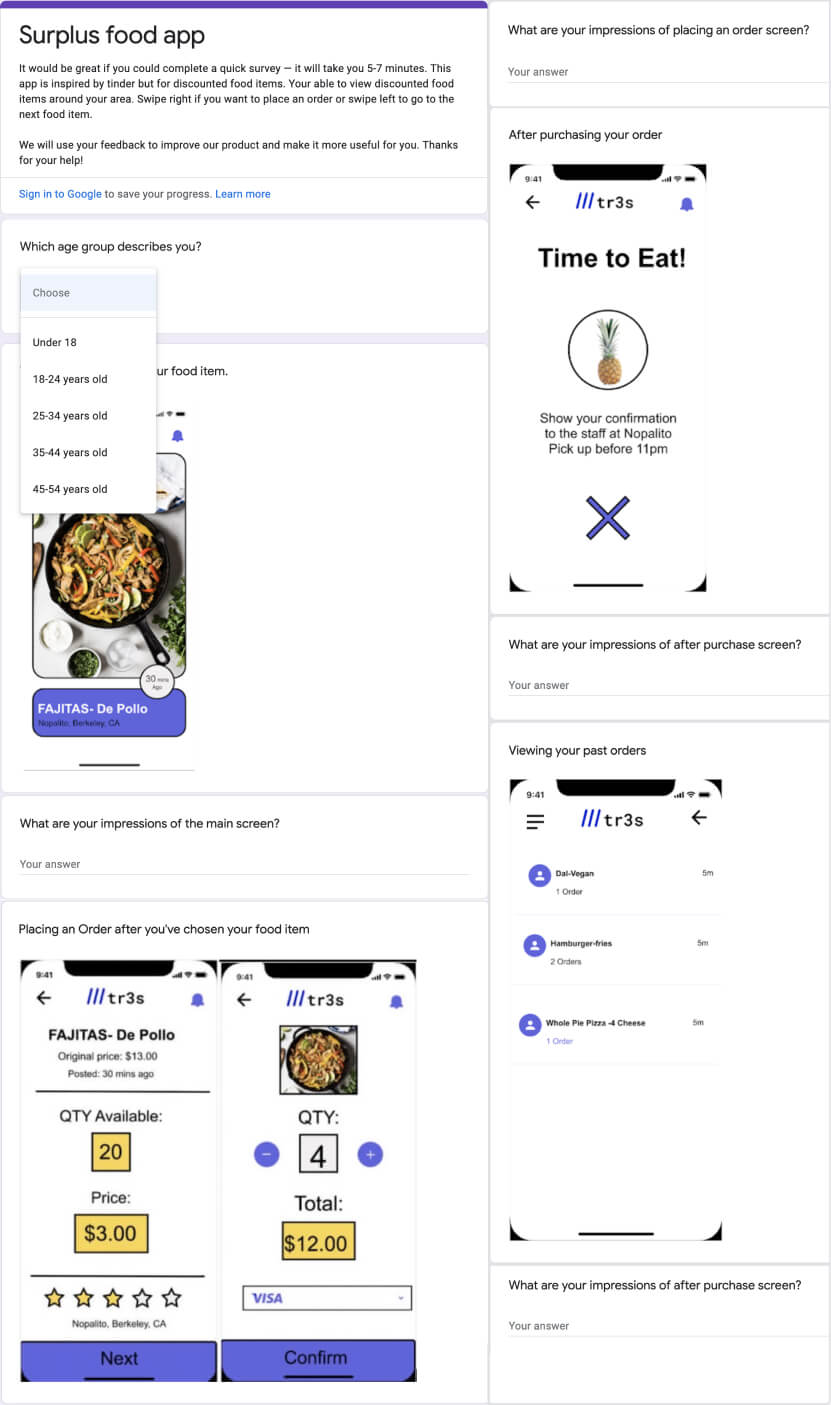 Surplus food app
It would be great if you could complete a quick survey — it will take you 5-7 minutes. This
app is inspired by tinder but for discounted food items. Your able to view discounted food
items around your area. Swipe right if you want to place an order or swipe left to go to the
next food item.
We will use your feedback to improve our product and make it more useful for you. Thanks
for your help!
Sign in to Google to save your progress. Learn more
Which age group describes you?
Choose
Under 18
18-24 years old
25-34 years old
35-44 years old
45-54 years old
ur food item.
30 mins
Ago
FAJITAS- De Pollo
Nopalito, Berkeley, CA
What are your impressions of the main screen?
Your answer
Placing an Order after you've chosen your food item
9:41
///tr3s
FAJITAS- De Pollo
Original price: $13.00
Posted: 30 mins ago
QTY Available:
20
Price:
$3.00
Nopalito, Berkeley, CA
Next
9:41
///tr3s
QTY:
4
Total:
$12.00
VISA
Confirm
What are your impressions of placing an order screen?
Your answer
After purchasing your order
9:41
///tr3s
Time to Eat!
Show your confirmation
to the staff at Nopalito
Pick up before 11pm
What are your impressions of after purchase screen?
Your answer
Viewing your past orders
9:41
///tr3s
Dal-Vegan 5m
1 Order
Hamburger-fries 5m
2 Orders
Whole Pie Pizza -4 Cheese 5m
1 Order
What are your impressions of after purchase screen?
Your answer